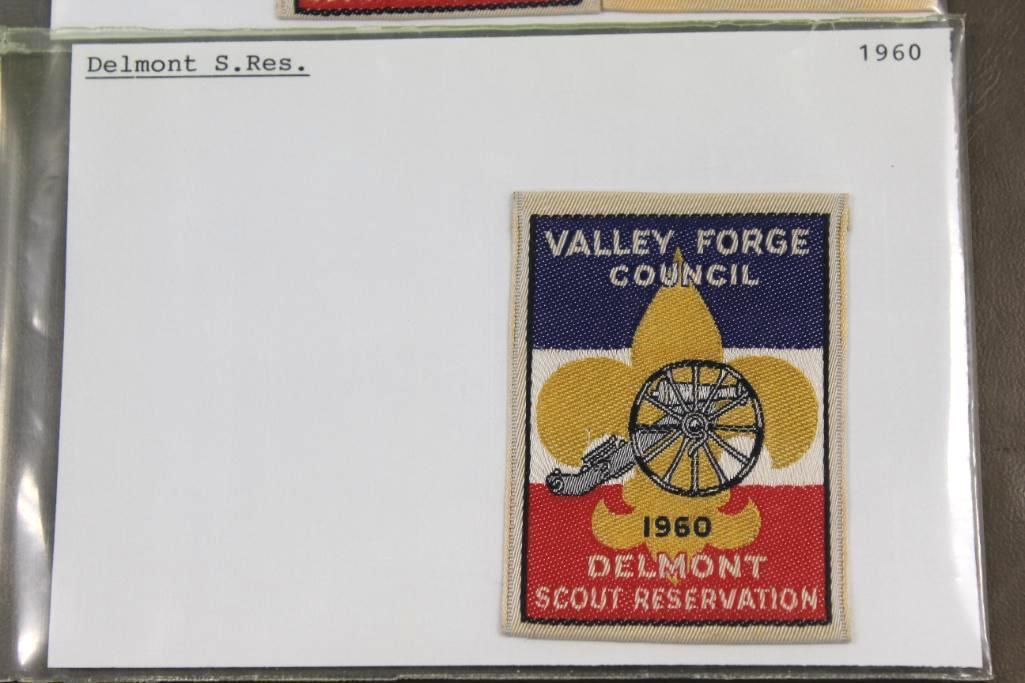 Delmont S.Res.
1960
VALLEY FORGE
COUNCIL
1960
DELMONT
SCOUT RESERVATION